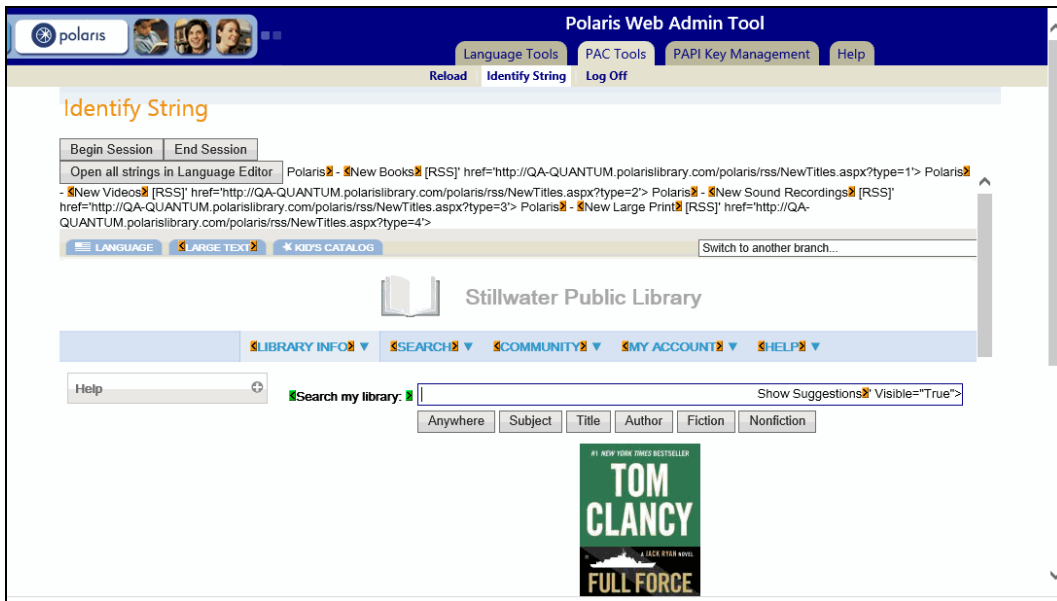 polaris
Polaris Web Admin Tool
Language Tools PAC Tools PAPI Key Management Help
Reload Identify String Log Off
Identify String
Begin Session End Session
Open all strings in Language Editor Polaris> - <New Books> [RSS]' href='http://QA-QUANTUM.polarislibrary.com/polaris/rss/NewTitles.aspx?type=1'> Polaris>
- <New Videos> [RSS]' href='http://QA-QUANTUM.polarislibrary.com/polaris/rss/NewTitles.aspx?type=2'> Polaris> - <New Sound Recordings> [RSS]'
href='http://QA-QUANTUM.polarislibrary.com/polaris/rss/NewTitles.aspx?type=3'> Polaris> - <New Large Print> [RSS]' href='http://QA-
QUANTUM.polarislibrary.com/polaris/rss/NewTitles.aspx?type=4'>
LANGUAGE <LARGE TEXT> KID'S CATALOG Switch to another branch...
Stillwater Public Library
<LIBRARY INFO> ▼ <SEARCH> ▼ <COMMUNITY> ▼ <MY ACCOUNT> ▼ <HELP> ▼
Help
<Search my library: > Show Suggestions>' Visible="True">
Anywhere Subject Title Author Fiction Nonfiction
#1 NEW YORK TIMES BESTSELLER
TOM
CLANCY
A JACK RYAN NOVEL
FULL FORCE